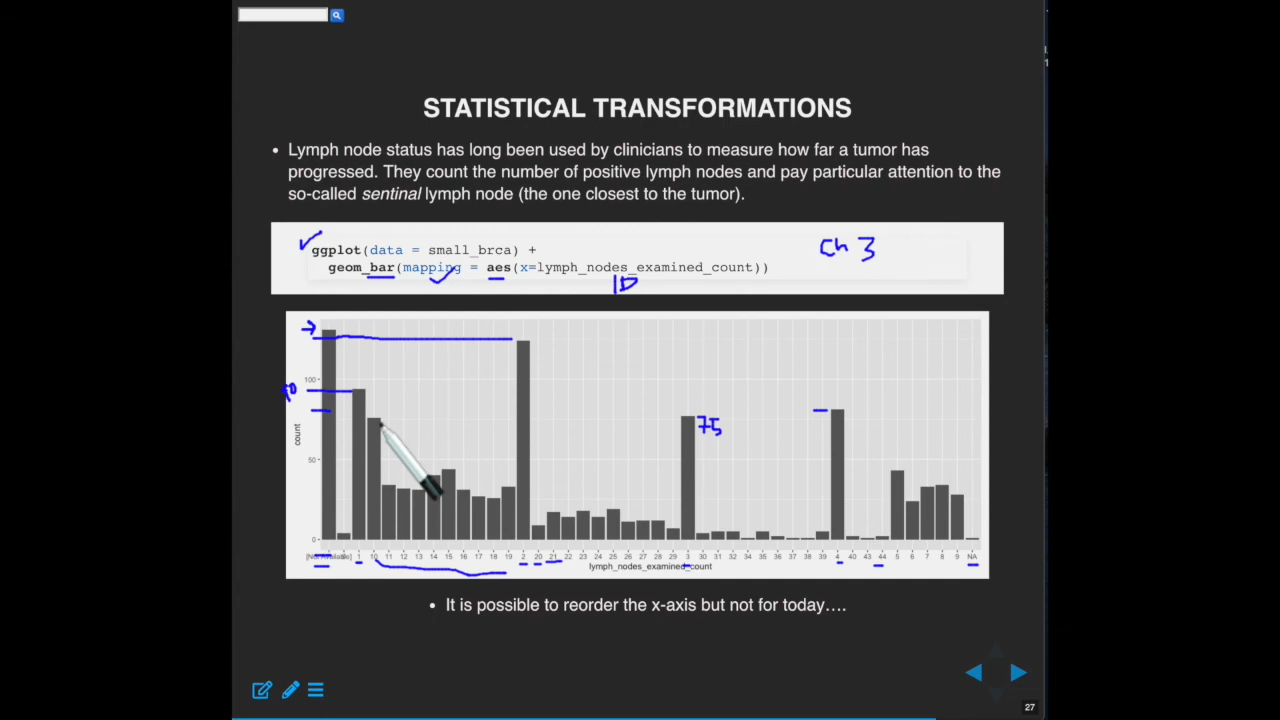 STATISTICAL TRANSFORMATIONS
Lymph node status has long been used by clinicians to measure how far a tumor has
progressed. They count the number of positive lymph nodes and pay particular attention to the
so-called sentinal lymph node (the one closest to the tumor).
ggplot(data = small_brca) +
geom_bar(mapping = aes(x=lymph_nodes_examined_count))
Ch 3
1D
100
50
0
count
75
[Not Available] 1 10 11 12 13 14 15 16 17 18 19 2 20 21 22 23 24 25 26 27 28 29 3 30 31 32 34 35 37 38 39 4 40 42 44 5 6 7 8 9 NA
lymph_nodes_examined_count
It is possible to reorder the x-axis but not for today….
27